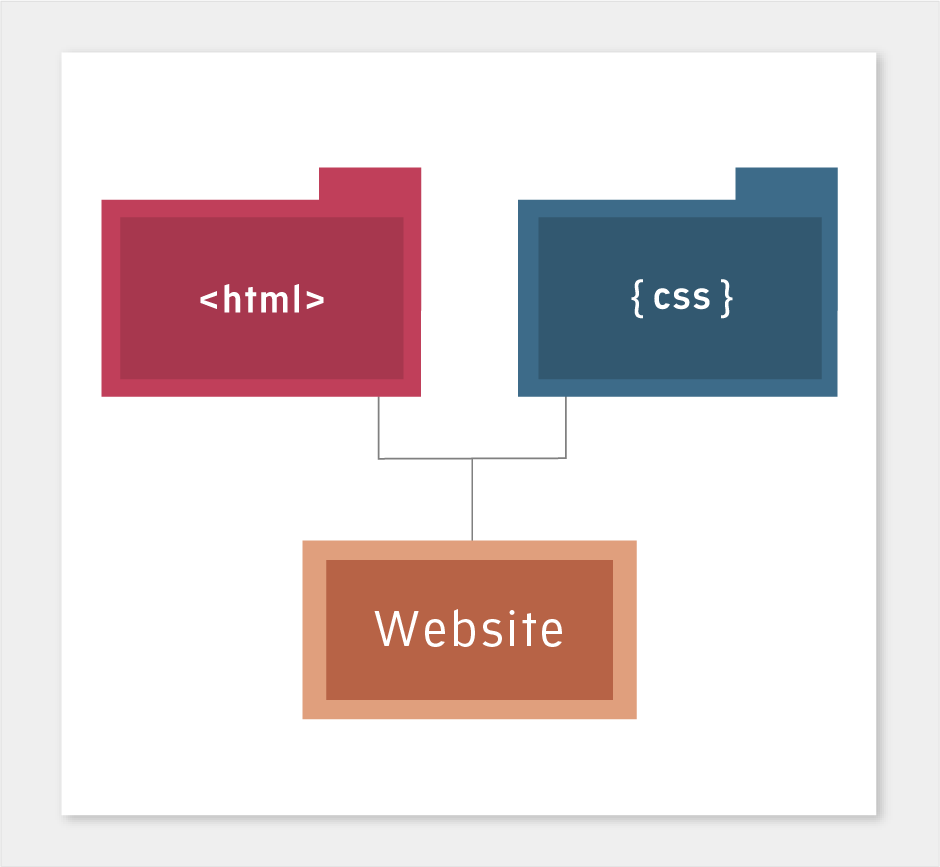 <html>
{ css }
Website